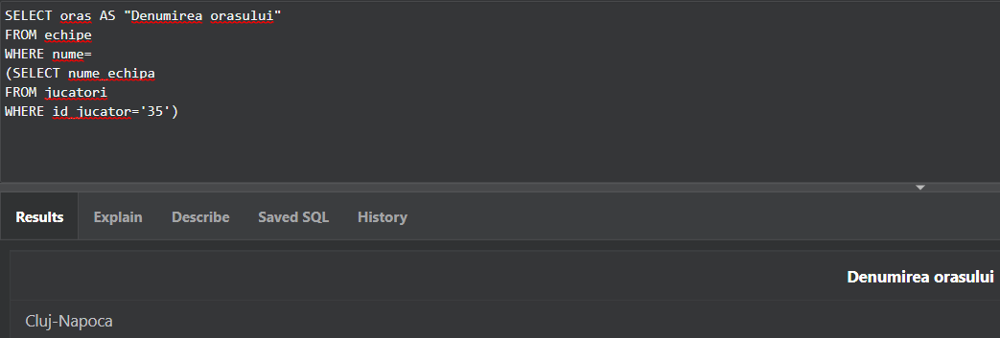 SELECT oras AS "Denumirea orasului"
FROM echipe
WHERE nume=
(SELECT nume_echipa
FROM jucatori
WHERE id_jucator='35')
Results Explain Describe Saved SQL History
Denumirea orasului
Cluj-Napoca